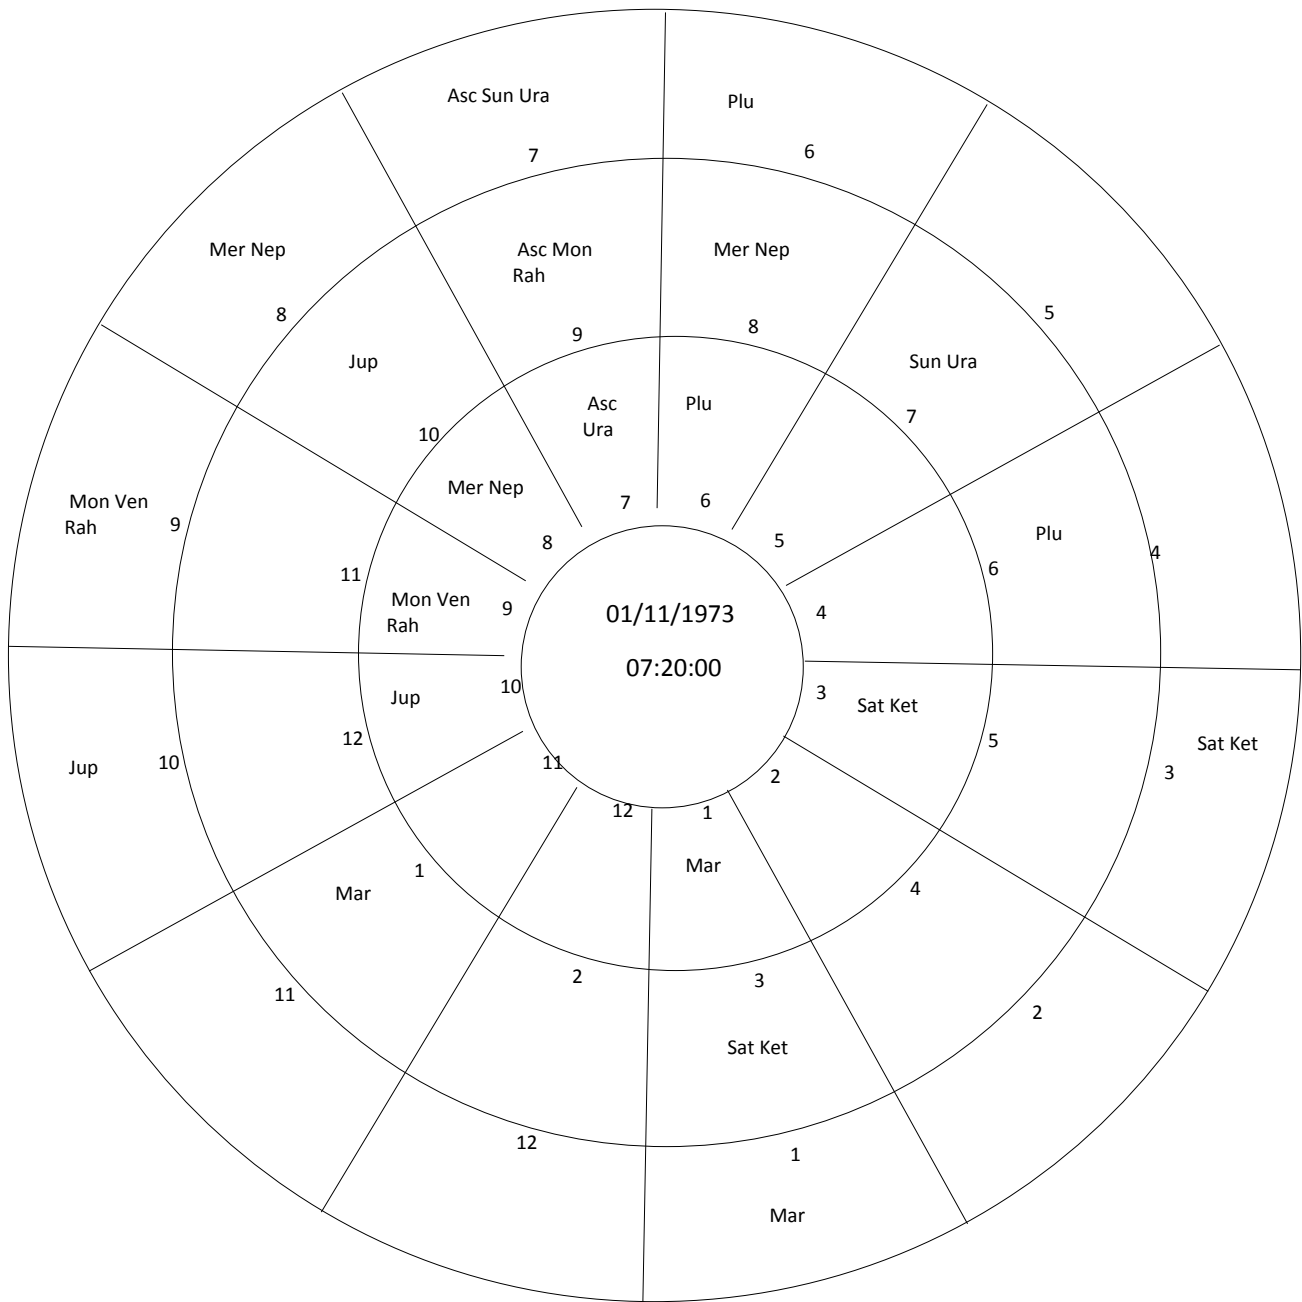 Asc Sun Ura
Plu
7
6
Mer Nep
Asc Mon
Rah
Mer Nep
8
5
9
8
Jup
Sun Ura
Asc
Ura
Plu
7
10
Mer Nep
Mon Ven
Rah
9
7
6
Plu
8
5
4
11
6
Mon Ven
Rah
9
4
01/11/1973
07:20:00
10
3
Jup
Sat Ket
12
5
Sat Ket
Jup
10
3
11
2
12
1
Mar
1
Mar
4
2
3
11
2
Sat Ket
12
1
Mar